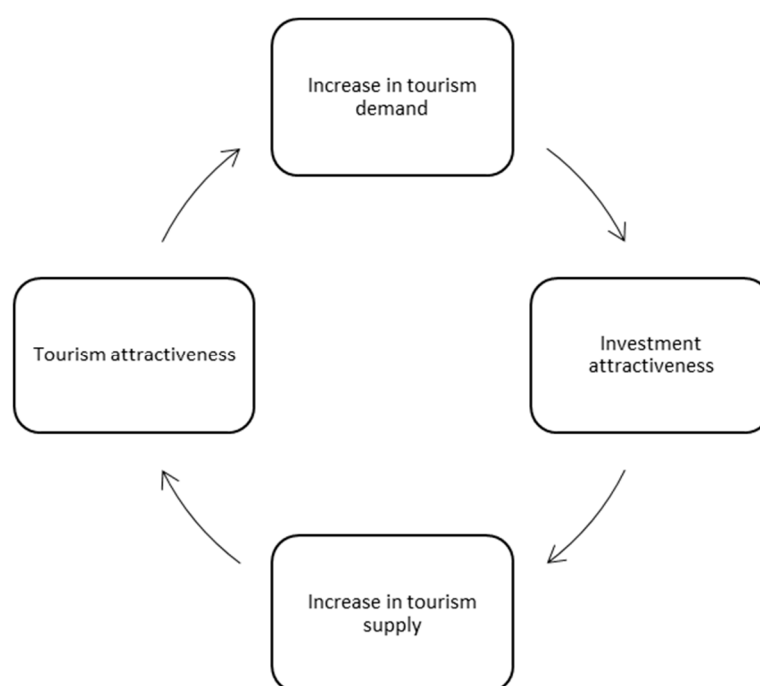 Increase in tourism
demand
Tourism attractiveness
Investment
attractiveness
Increase in tourism
supply